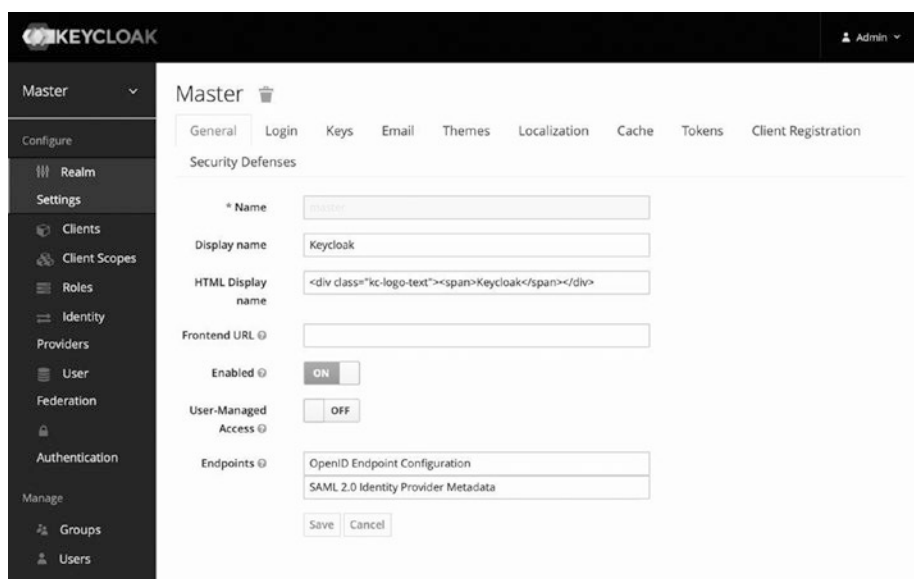 KEYCLOAK
Admin
Master
Configure
Realm
Settings
Clients
Client Scopes
Roles
Identity
Providers
User
Federation
Authentication
Manage
Groups
Users
Master
General Login Keys Email Themes Localization Cache Tokens Client Registration
Security Defenses
* Name master
Display name Keycloak
HTML Display
name
<div class="kc-logo-text"><span>Keycloak</span></div>
Frontend URL
Enabled ON
User-Managed
Access
OFF
Endpoints OpenID Endpoint Configuration
SAML 2.0 Identity Provider Metadata
Save Cancel